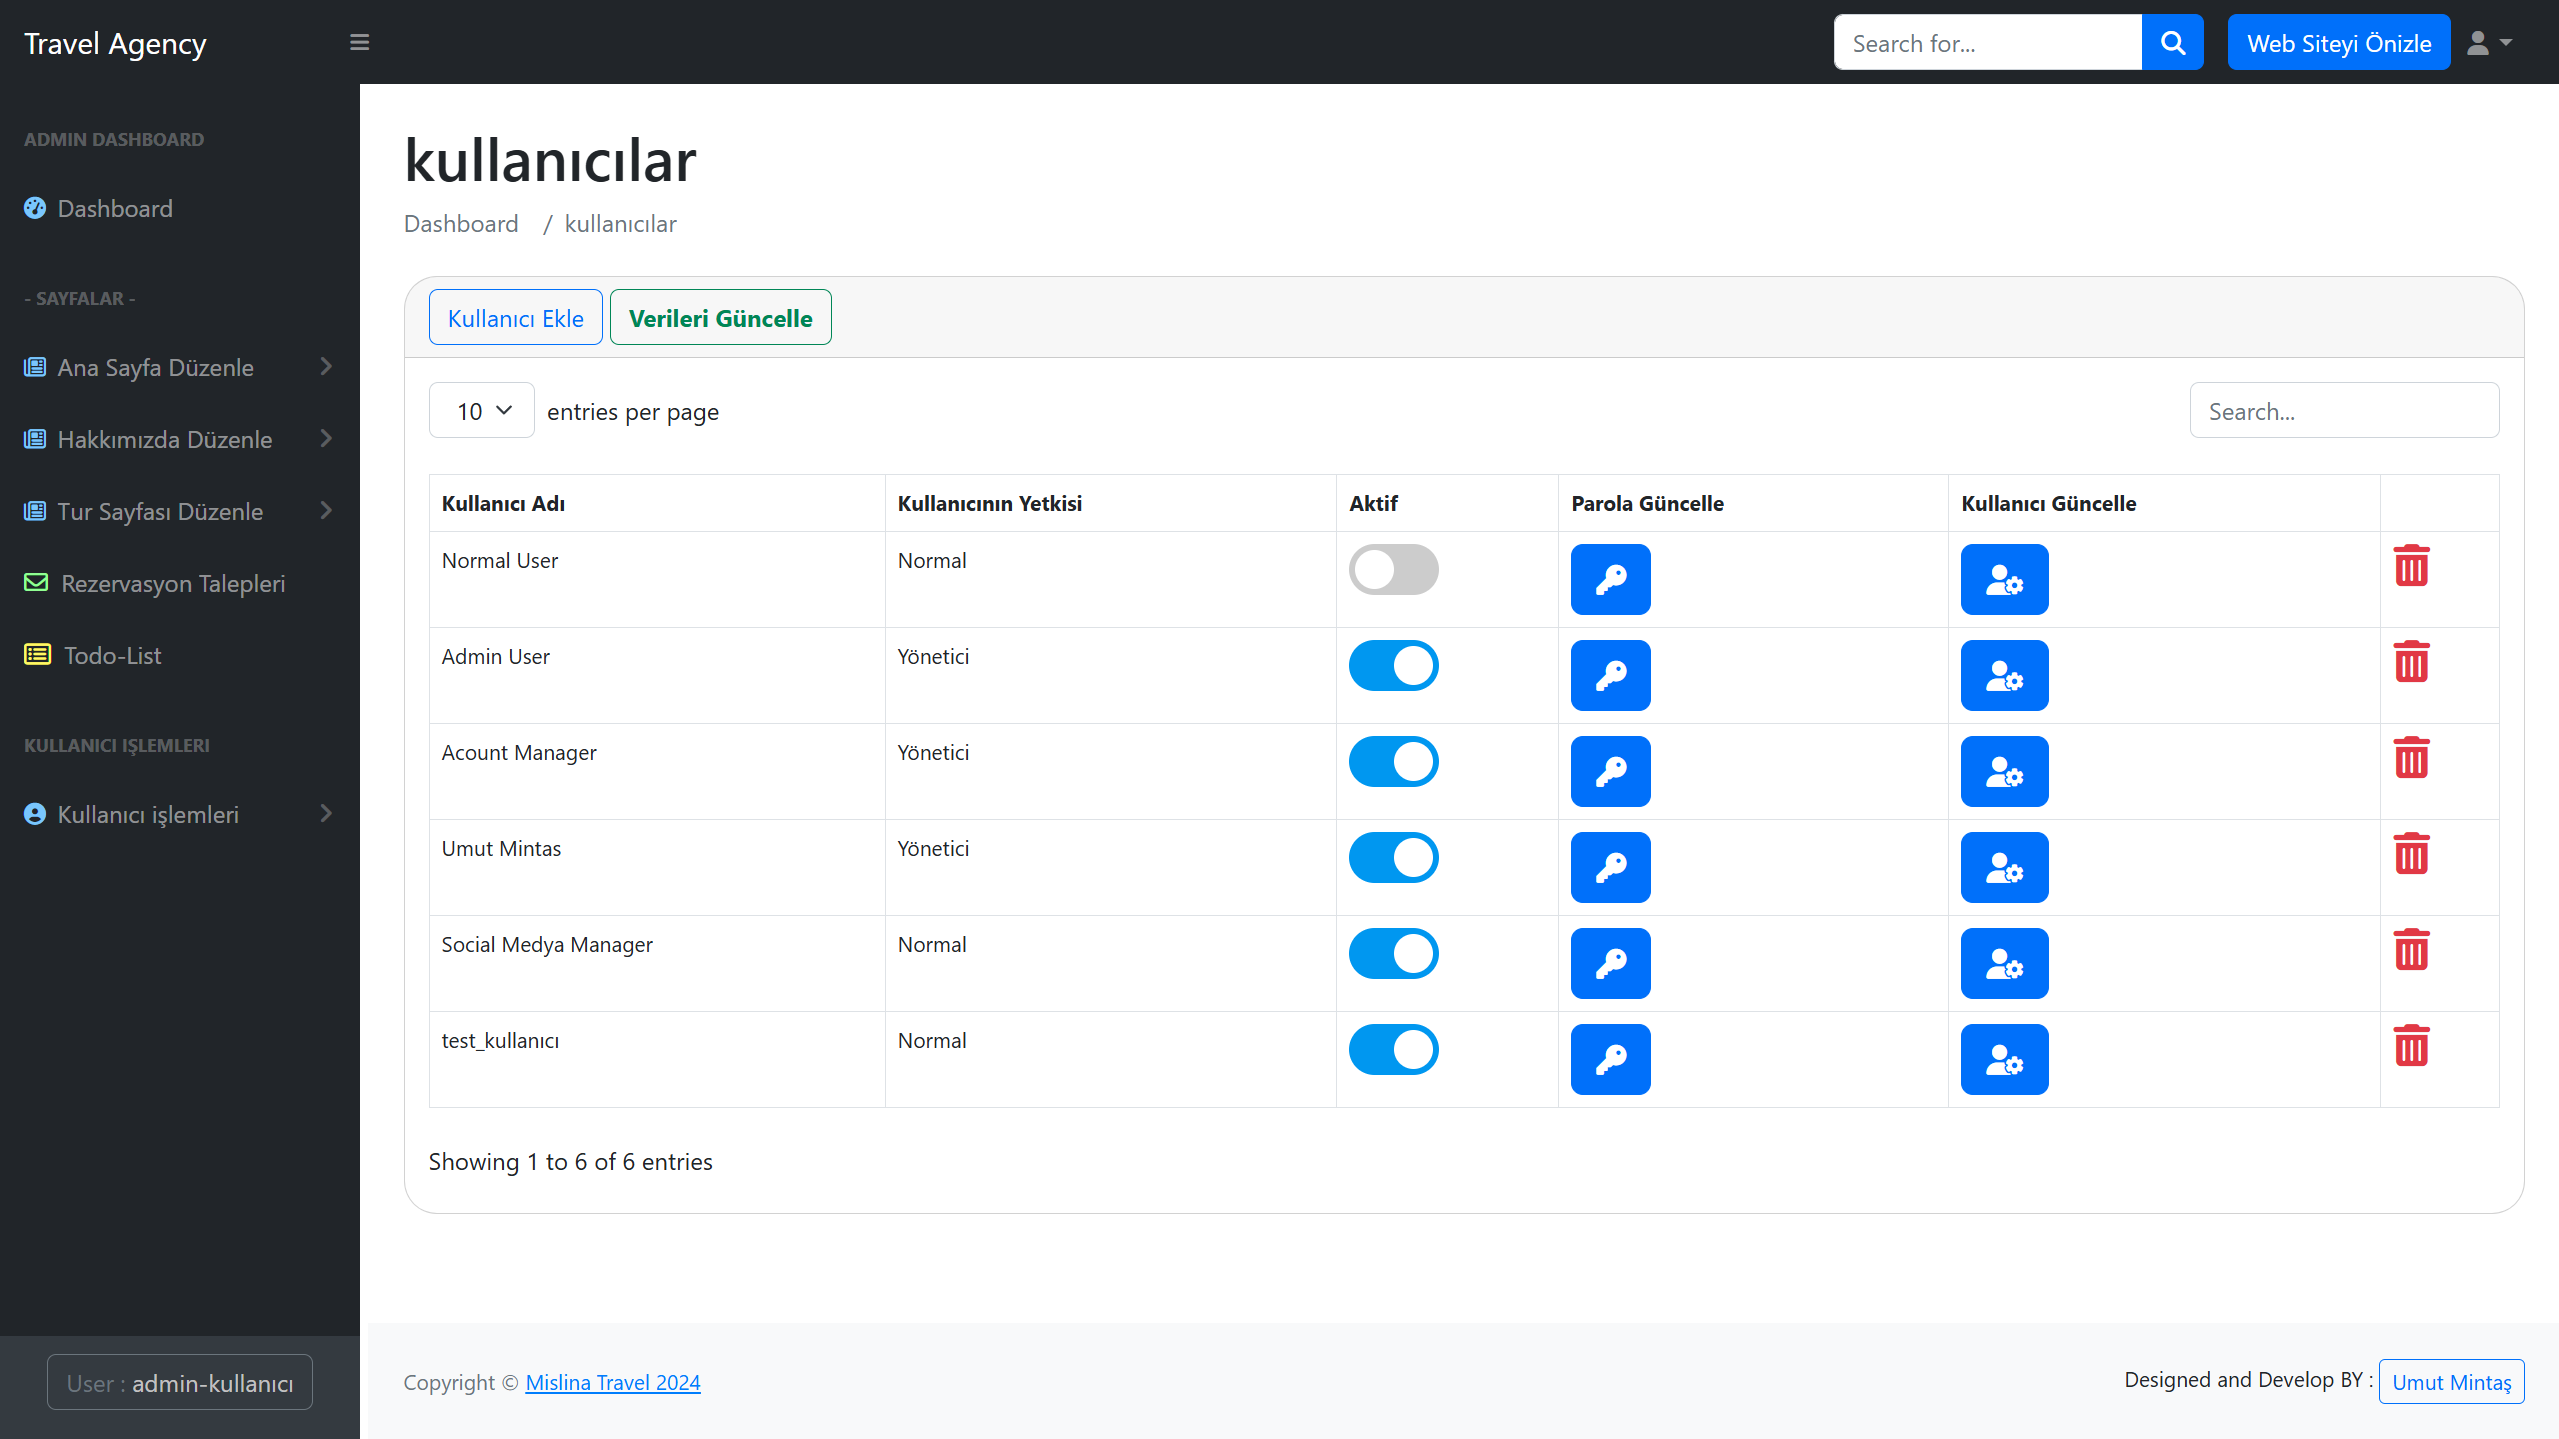 Travel Agency
Search for...
Web Siteyi Önizle
ADMIN DASHBOARD
Dashboard
- SAYFALAR -
Ana Sayfa Düzenle
Hakkımızda Düzenle
Tur Sayfası Düzenle
Rezervasyon Talepleri
Todo-List
KULLANICI IŞLEMLERI
Kullanıcı işlemleri
User : admin-kullanıcı
kullanıcılar
Dashboard / kullanıcılar
Kullanıcı Ekle Verileri Güncelle
10 entries per page
Search...
Kullanıcı Adı Kullanıcının Yetkisi Aktif Parola Güncelle Kullanıcı Güncelle
Normal User Normal
Admin User Yönetici
Acount Manager Yönetici
Umut Mintas Yönetici
Social Medya Manager Normal
test_kullanıcı Normal
Showing 1 to 6 of 6 entries
Copyright © Mislina Travel 2024
Designed and Develop BY : Umut Mintaş